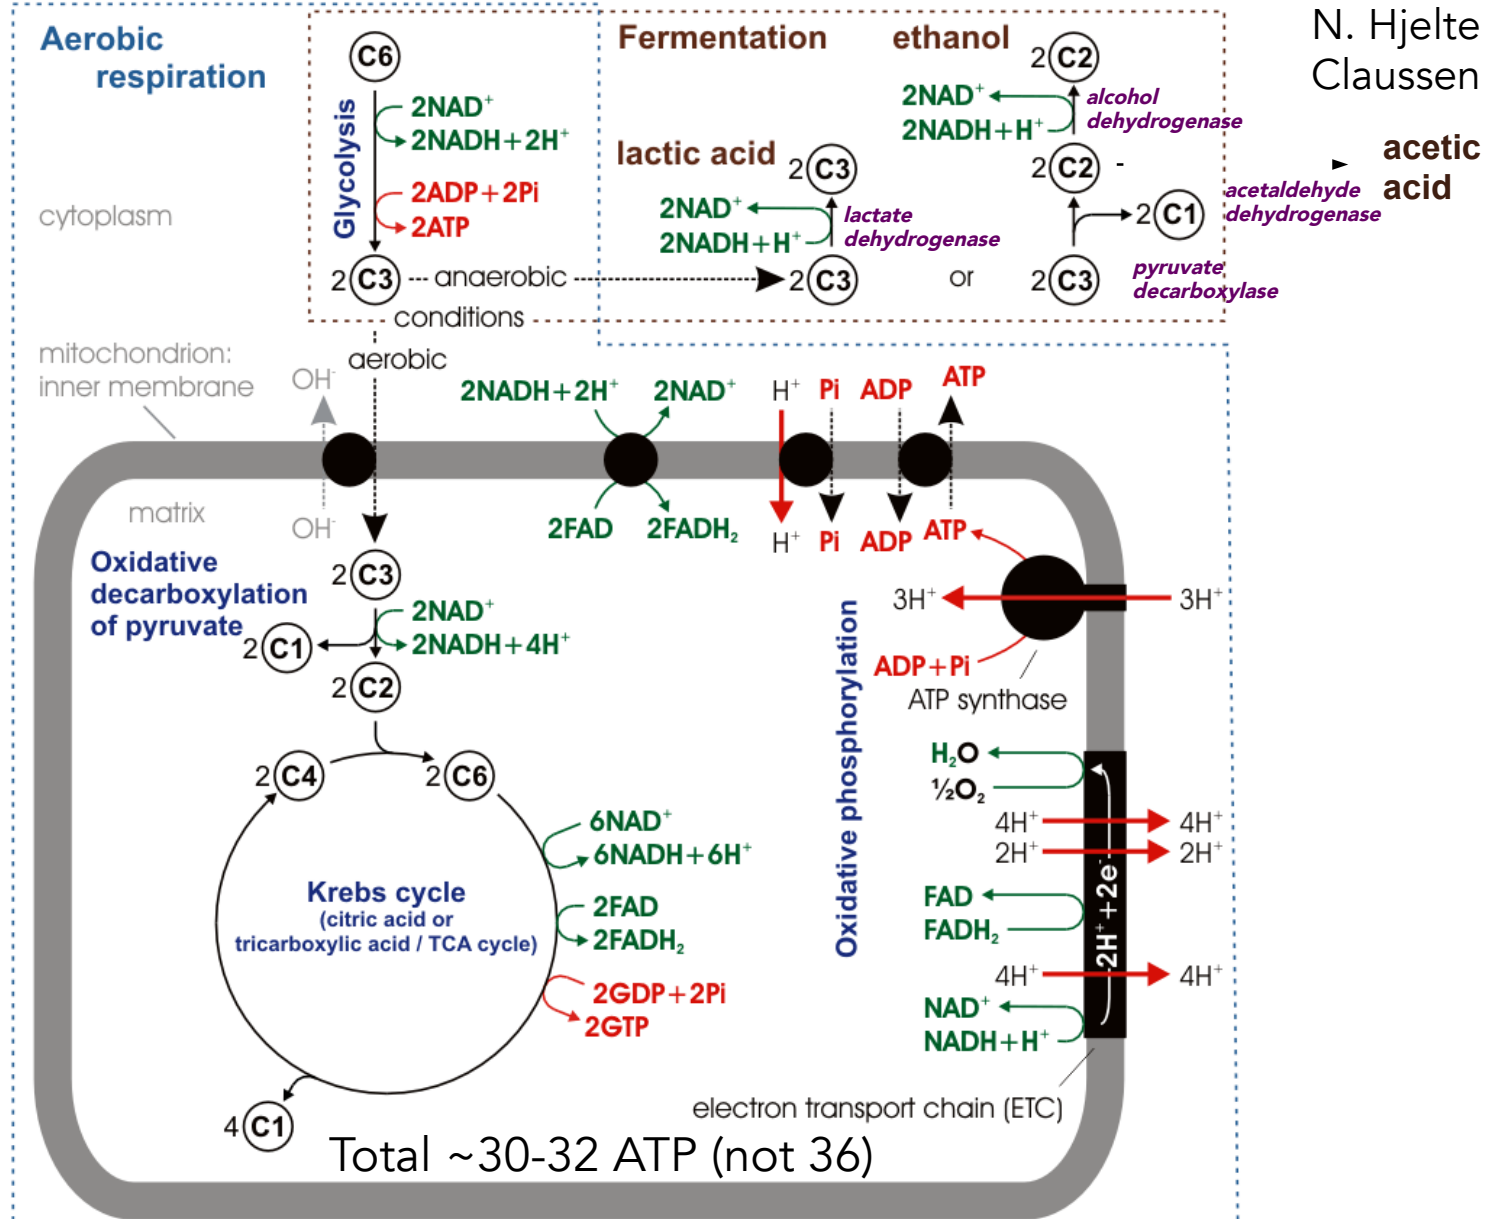 Aerobic
respiration
C6
2NAD⁺
2NADH+2H⁺
Glycolysis
2ADP+2Pi
2ATP
cytoplasm
2 C3
anaerobic
conditions
aerobic
Fermentation
lactic acid
2 C3
2NAD⁺
2NADH+H⁺
lactate
dehydrogenase
2 C3
or
ethanol
2 C2
2NAD⁺
2NADH+H⁺
alcohol
dehydrogenase
2 C2 -
2 C1
acetaldehyde
dehydrogenase
2 C3
pyruvate
decarboxylase
N. Hjelte
Claussen
acetic
acid
mitochondrion:
inner membrane
OH⁻
2NADH+2H⁺
2NAD⁺
H⁺
Pi
ADP
ATP
matrix
OH⁻
2FAD
2FADH₂
H⁺
Pi
ADP
ATP
Oxidative
decarboxylation
of pyruvate
2 C3
2NAD⁺
2NADH+4H⁺
2 C1
2 C2
2 C4
2 C6
6NAD⁺
6NADH+6H⁺
Krebs cycle
(citric acid or
tricarboxylic acid / TCA cycle)
2FAD
2FADH₂
2GDP+2Pi
2GTP
4 C1
Oxidative phosphorylation
3H⁺
3H⁺
ADP+Pi
ATP synthase
H₂O
½O₂
4H⁺
4H⁺
2H⁺
2H⁺
FAD
FADH₂
2H⁺+2e⁻
4H⁺
4H⁺
NAD⁺
NADH+H⁺
electron transport chain (ETC)
Total ~30-32 ATP (not 36)